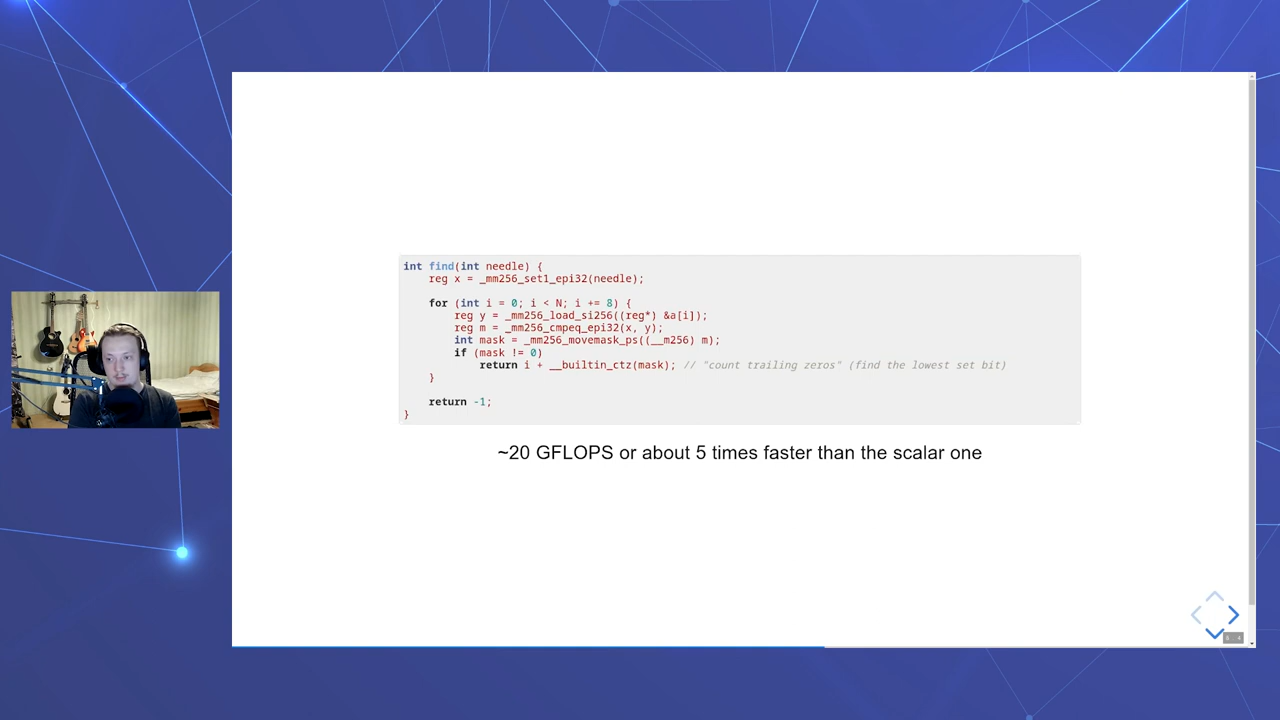 int find(int needle) {
    reg x = _mm256_set1_epi32(needle);
    for (int i = 0; i < N; i += 8) {
        reg y = _mm256_load_si256((reg*) &a[i]);
        reg m = _mm256_cmpeq_epi32(x, y);
        int mask = _mm256_movemask_ps((__m256) m);
        if (mask != 0)
            return i + __builtin_ctz(mask); // "count trailing zeros" (find the lowest set bit)
    }
    return -1;
}
~20 GFLOPS or about 5 times faster than the scalar one